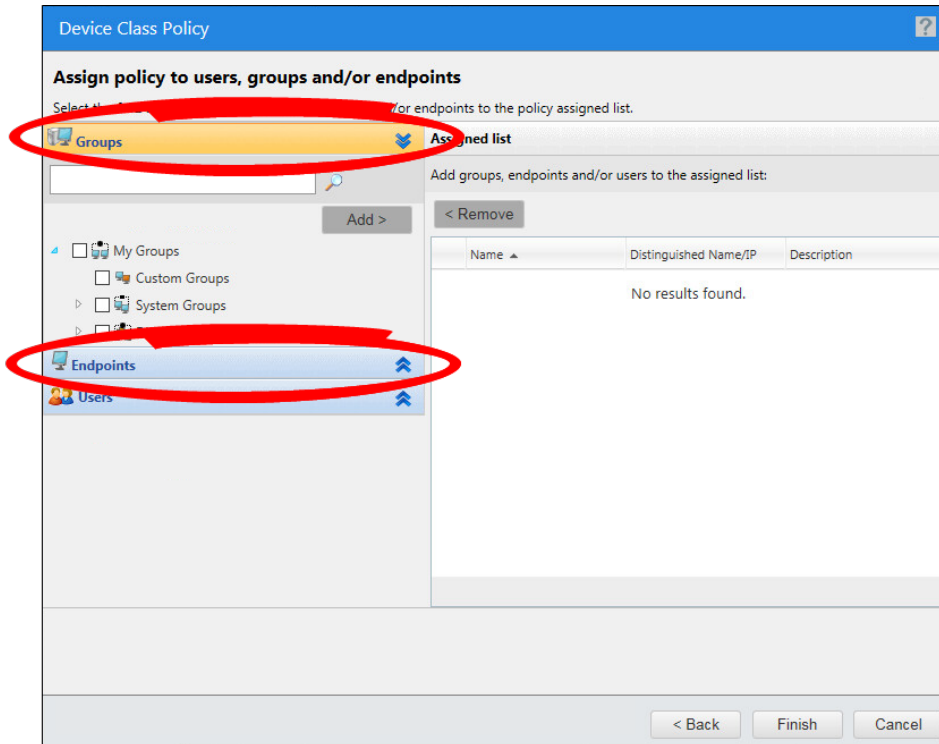 Device Class Policy
?
Assign policy to users, groups and/or endpoints
Select the /or endpoints to the policy assigned list.
Groups
Assigned list
Add groups, endpoints and/or users to the assigned list:
Add >
< Remove
Name
Distinguished Name/IP
Description
My Groups
Custom Groups
System Groups
No results found.
Endpoints
Users
< Back
Finish
Cancel